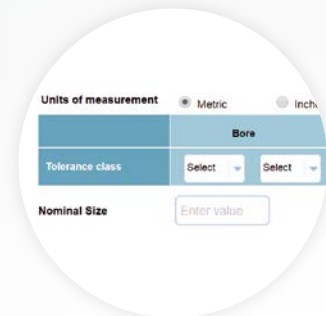 Units of measurement Metric Inch
Bore
Tolerance class Select Select
Nominal Size Enter value